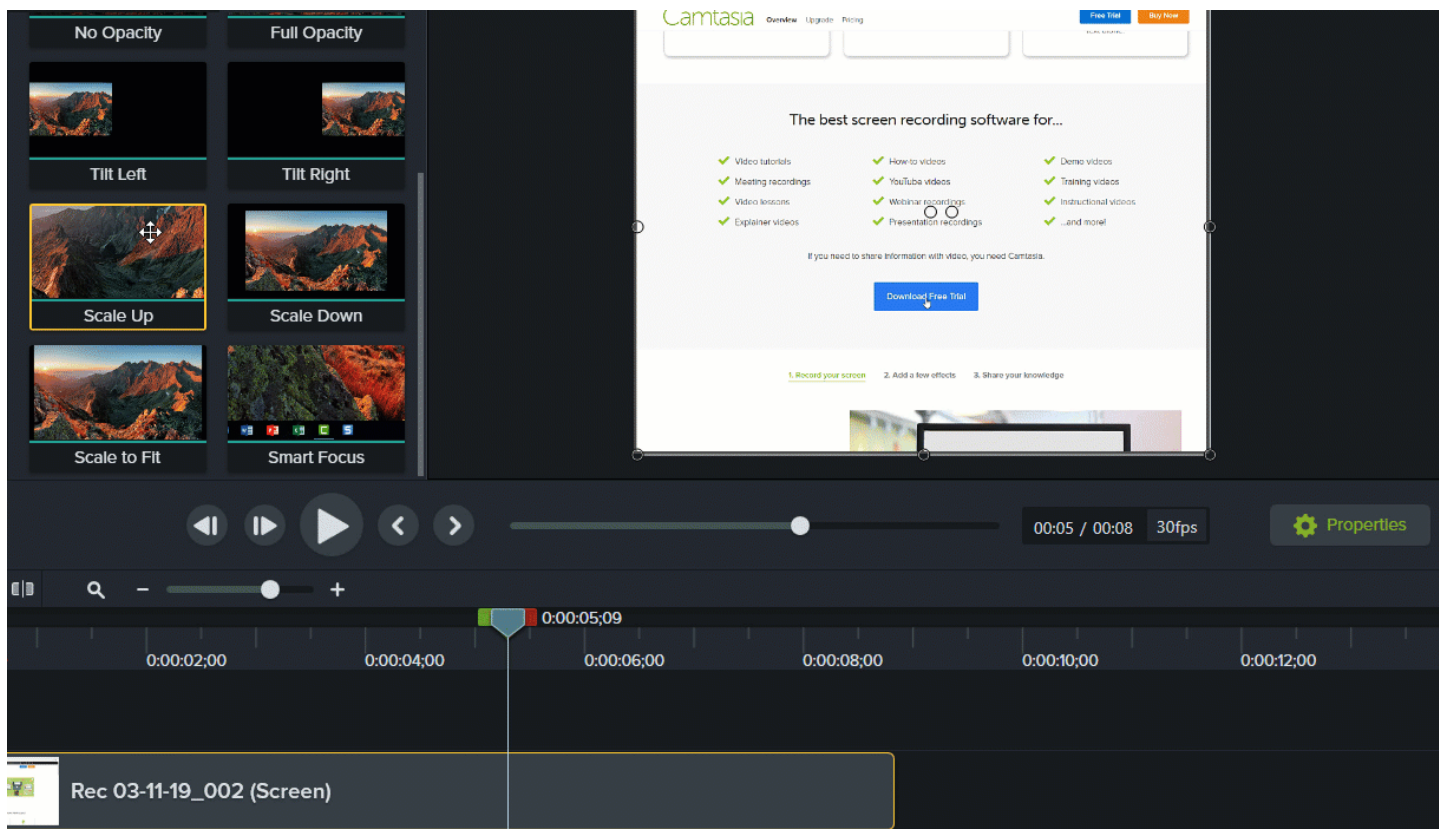 No Opacity
Full Opacity
Tilt Left
Tilt Right
Scale Up
Scale Down
Scale to Fit
Smart Focus
Camtasia Overview Upgrade Pricing Free Trial Buy Now
The best screen recording software for...
Video tutorials
How-to videos
Demo videos
Meeting recordings
YouTube videos
Training videos
Video lessons
Webinar recordings
Instructional videos
Explainer videos
Presentation recordings
...and more!
If you need to share information with video, you need Camtasia.
Download Free Trial
1. Record your screen 2. Add a few effects 3. Share your knowledge
00:05 / 00:08 30fps
Properties
0:00:05;09
0:00:02;00 0:00:04;00 0:00:06;00 0:00:08;00 0:00:10;00 0:00:12;00
Rec 03-11-19_002 (Screen)